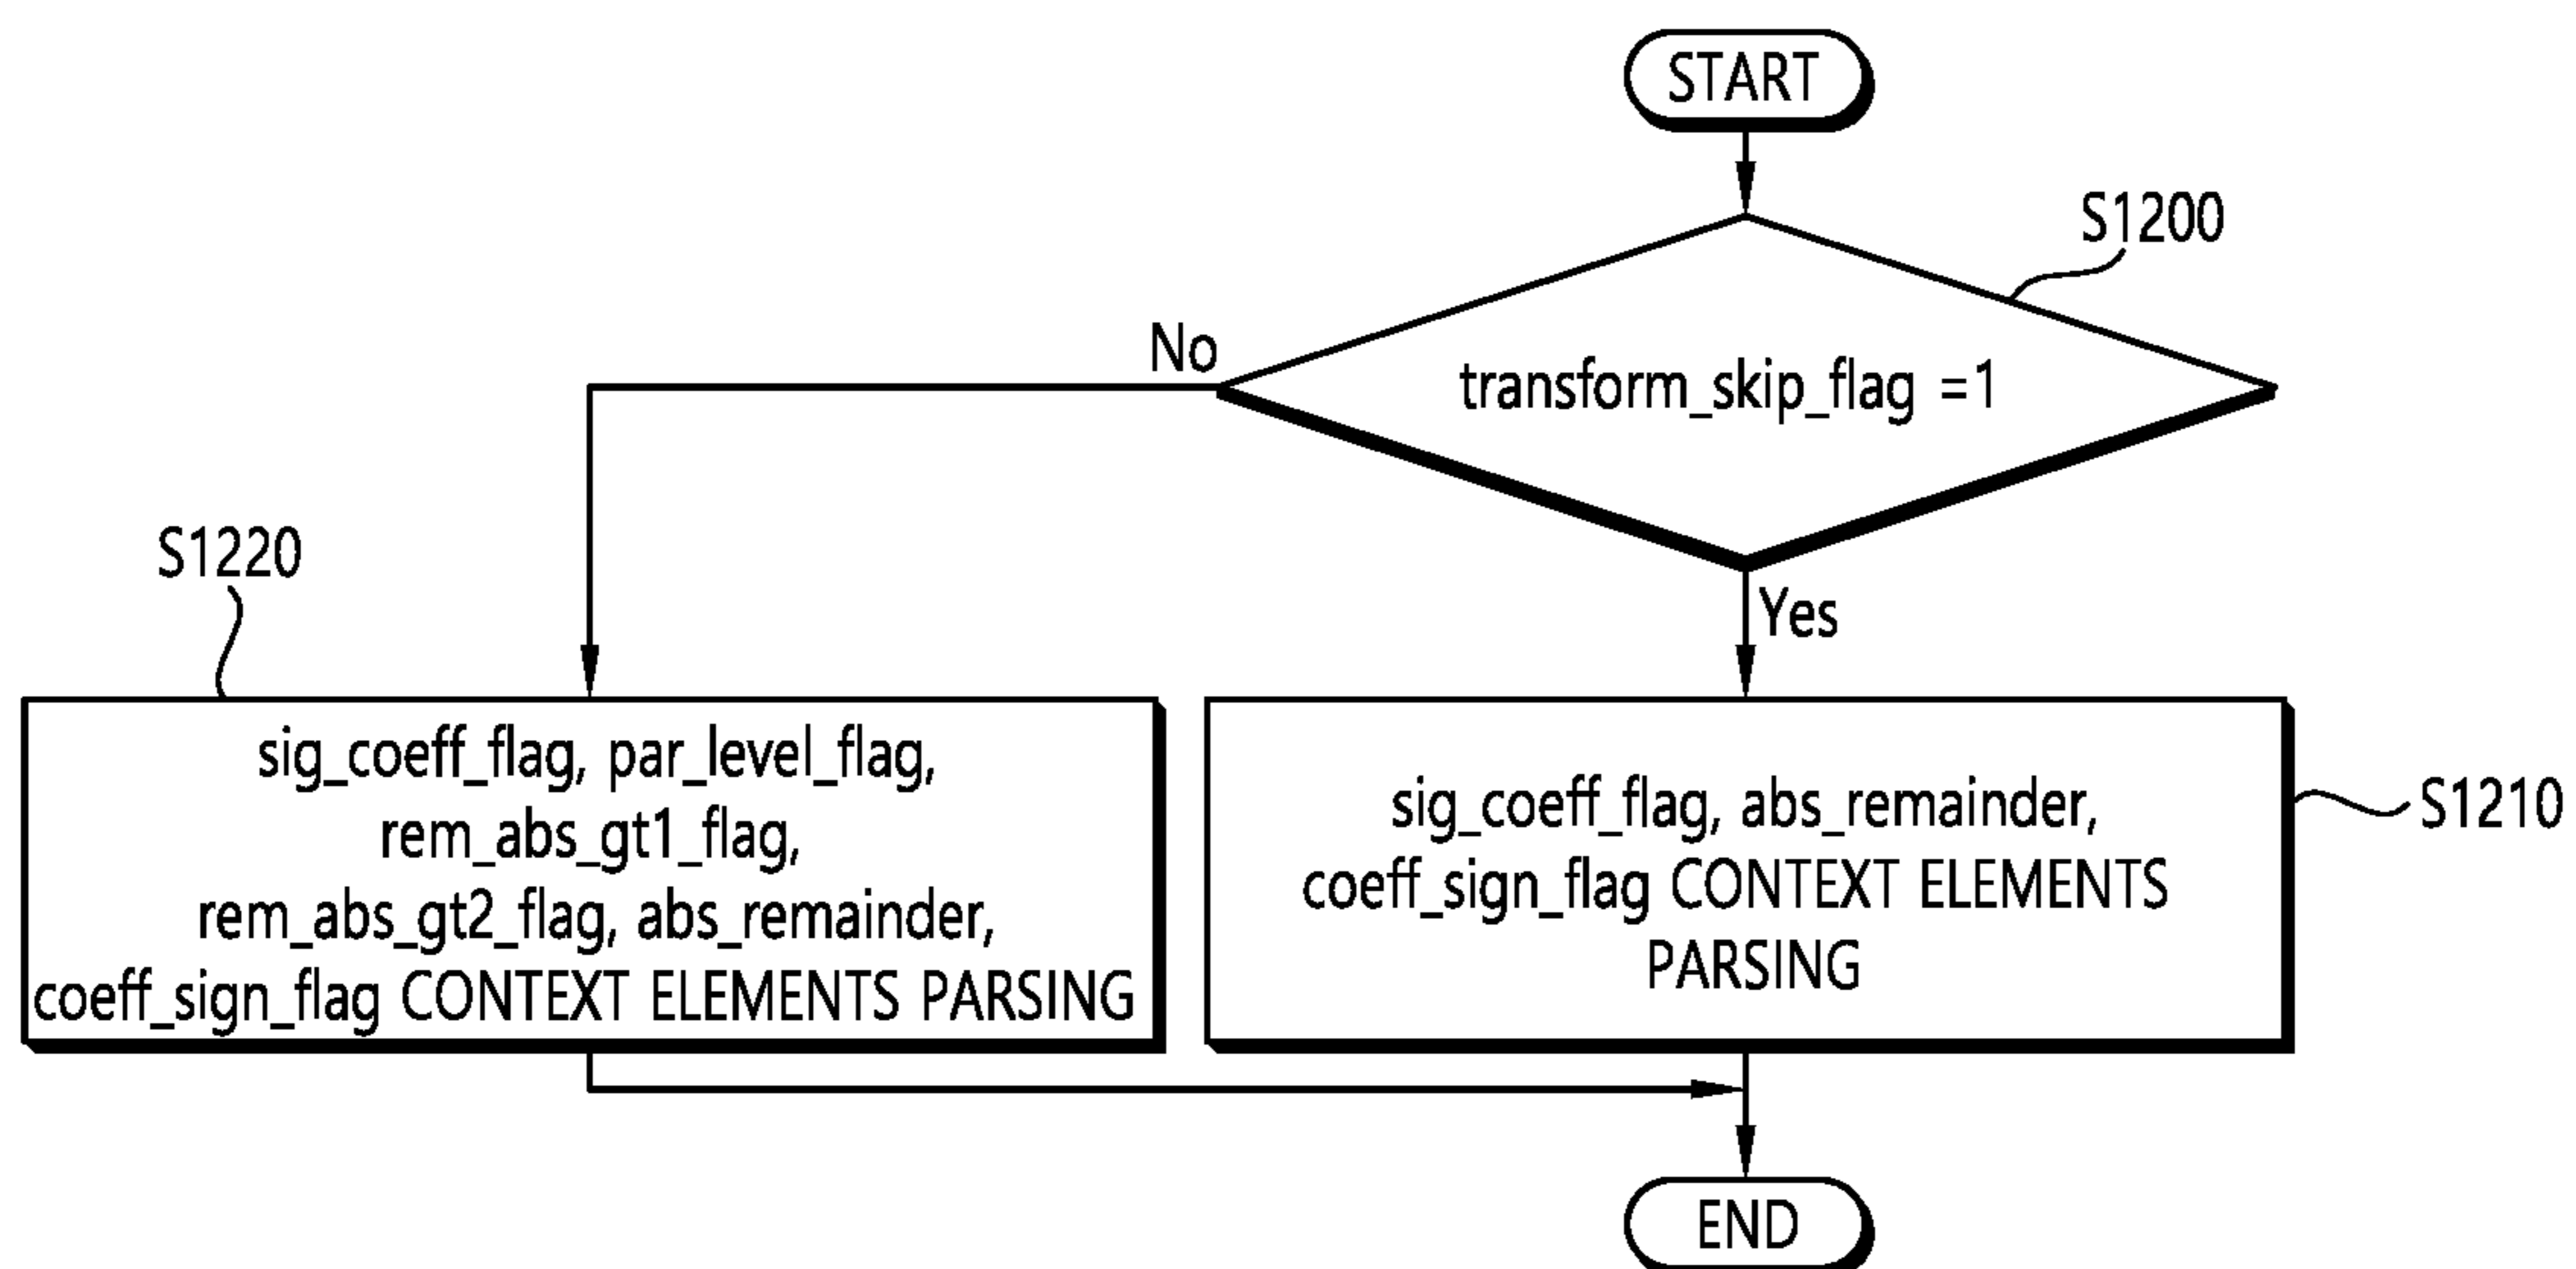 START
S1200
transform_skip_flag =1
No
Yes
S1220
sig_coeff_flag, par_level_flag,
rem_abs_gt1_flag,
rem_abs_gt2_flag, abs_remainder,
coeff_sign_flag CONTEXT ELEMENTS PARSING
sig_coeff_flag, abs_remainder,
coeff_sign_flag CONTEXT ELEMENTS
PARSING
S1210
END